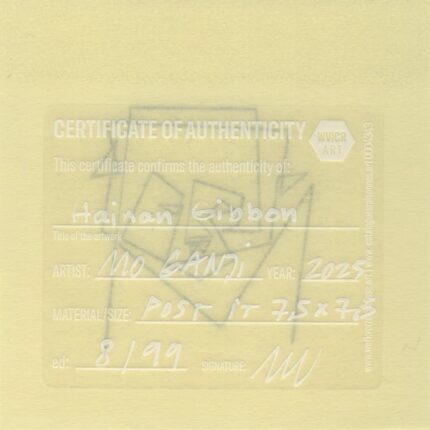 CERTIFICATE OF AUTHENTICITY
WVICR
ART
This certificate confirms the authenticity of:
Hainan Gibbon
Title of the artwork
ARTIST: MO GANJI YEAR: 2025
MATERIAL/SIZE: POST IT 7,5 x 7,5
ed: 8/99 SIGNATURE: